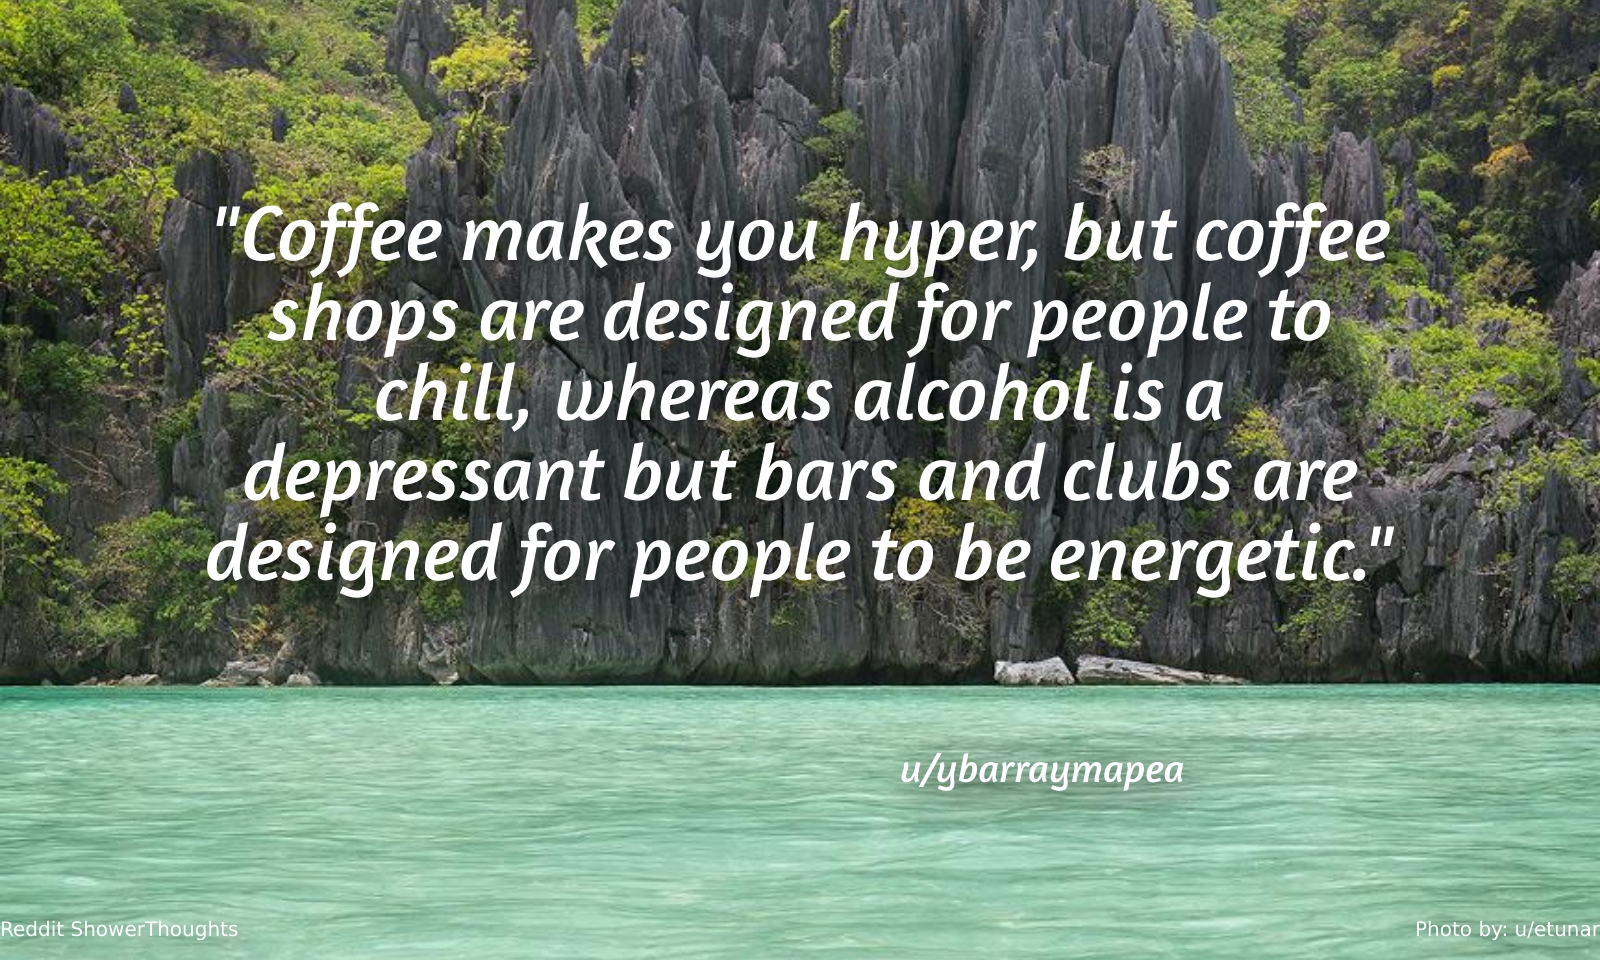 "Coffee makes you hyper, but coffee
shops are designed for people to
chill, whereas alcohol is a
depressant but bars and clubs are
designed for people to be energetic."
u/ybarraymapea
Reddit ShowerThoughts
Photo by: u/etunar